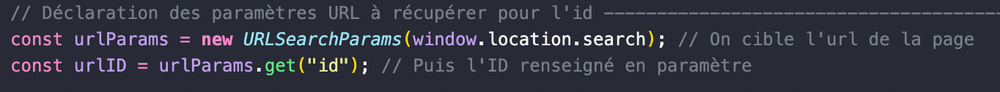 // Déclaration des paramètres URL à récupérer pour l'id --------------------------------------
const urlParams = new URLSearchParams(window.location.search); // On cible l'url de la page
const urlID = urlParams.get("id"); // Puis l'ID renseigné en paramètre